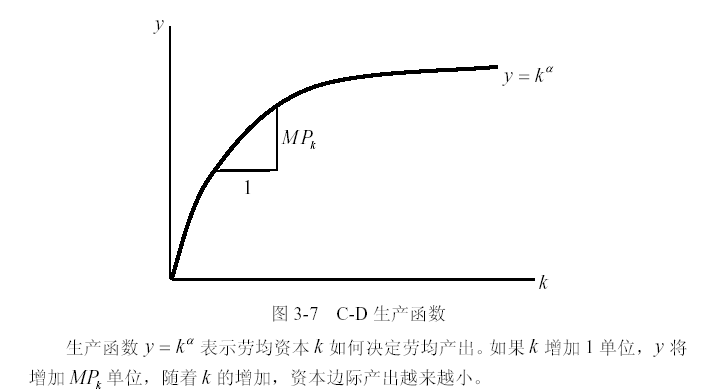 y
y = k^α
MP_k
1
k
图 3-7 C-D 生产函数
生产函数 y = k^α 表示劳均资本 k 如何决定劳均产出。如果 k 增加 1 单位，y 将
增加 MP_k 单位，随着 k 的增加，资本边际产出越来越小。